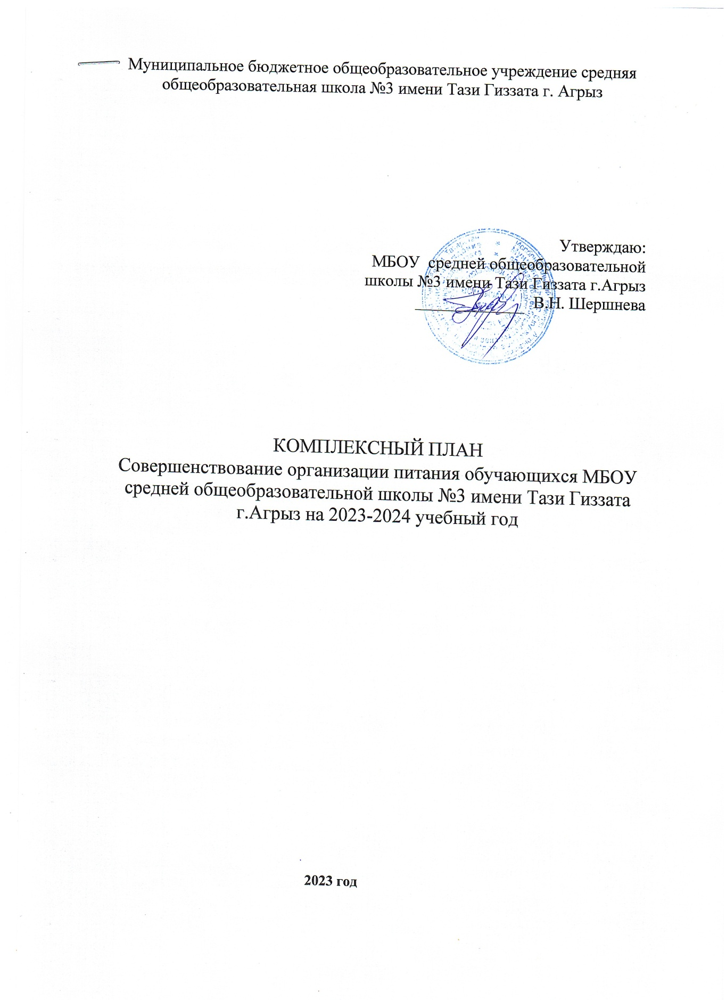 Муниципальное бюджетное общеобразовательное учреждение средняя
общеобразовательная школа №3 имени Тази Гиззата г. Агрыз
Утверждаю:
МБОУ средней общеобразовательной
школы №3 имени Тази Гиззата г.Агрыз
В.Н. Шершнева
КОМПЛЕКСНЫЙ ПЛАН
Совершенствование организации питания обучающихся МБОУ
средней общеобразовательной школы №3 имени Тази Гиззата
г.Агрыз на 2023-2024 учебный год
2023 год